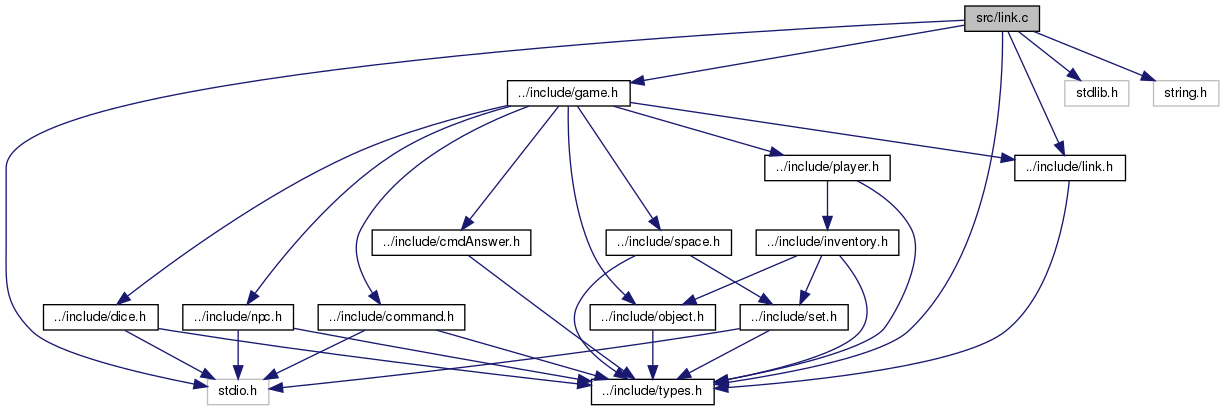 src/link.c
../include/game.h
stdlib.h
string.h
../include/player.h
../include/link.h
../include/cmdAnswer.h
../include/space.h
../include/inventory.h
../include/dice.h
../include/npc.h
../include/command.h
../include/object.h
../include/set.h
stdio.h
../include/types.h